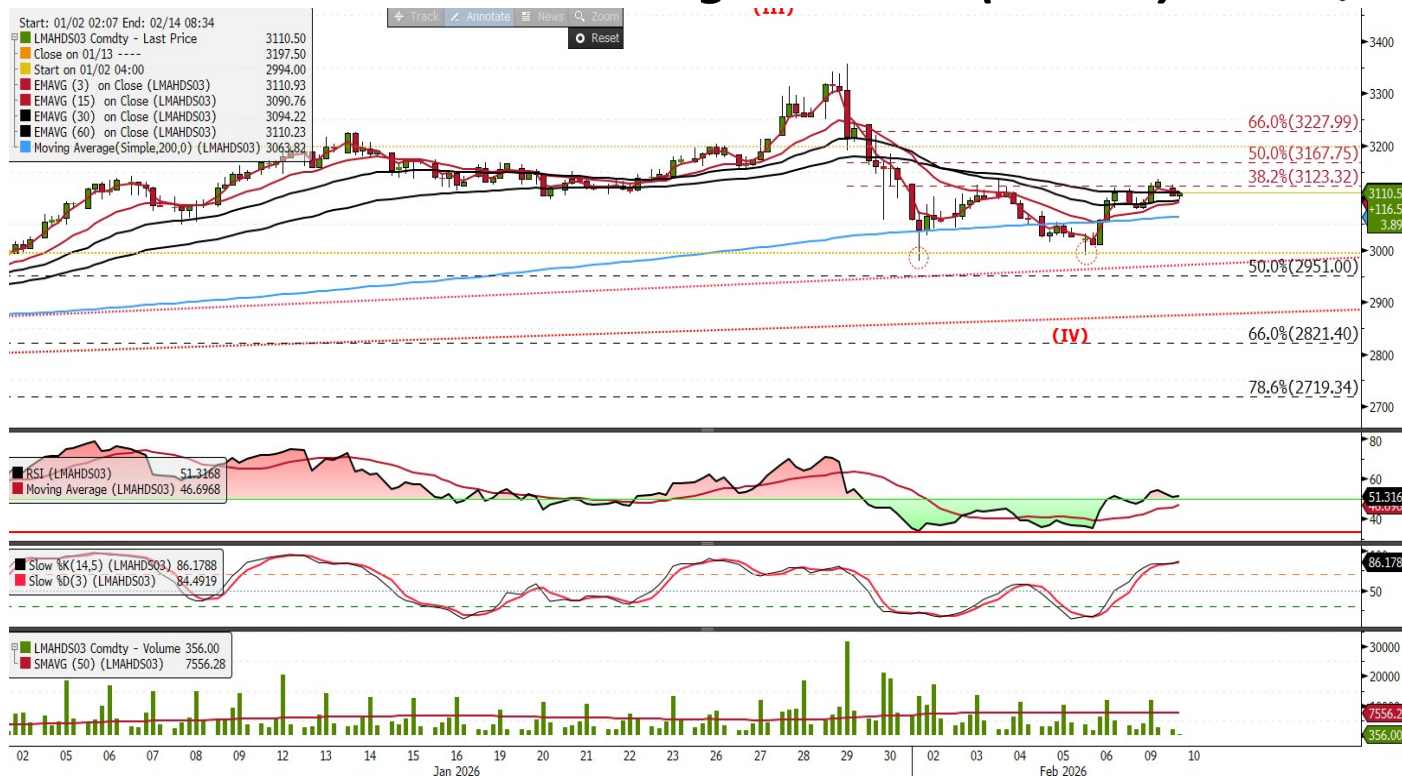 (III)
Track Annotate News Zoom
Reset
Start: 01/02 02:07 End: 02/14 08:34
LMAHDS03 Comdty - Last Price 3110.50
Close on 01/13 ---- 3197.50
Start on 01/02 04:00 2994.00
EMAVG (3) on Close (LMAHDS03) 3110.93
EMAVG (15) on Close (LMAHDS03) 3090.76
EMAVG (30) on Close (LMAHDS03) 3094.22
EMAVG (60) on Close (LMAHDS03) 3110.23
Moving Average(Simple,200,0) (LMAHDS03) 3063.82
3400
3300
66.0%(3227.99)
3200
50.0%(3167.75)
38.2%(3123.32)
3110.5
116.5
3.89
3000
50.0%(2951.00)
2900
(IV)
66.0%(2821.40)
2800
78.6%(2719.34)
2700
80
RSI (LMAHDS03) 51.3168
Moving Average (LMAHDS03) 46.6968
60
51.316
40
Slow %K(14,5) (LMAHDS03) 86.1788
Slow %D(3) (LMAHDS03) 84.4919
86.178
50
LMAHDS03 Comdty - Volume 356.00
SMAVG (50) (LMAHDS03) 7556.28
30000
20000
7556.2
356.00
02 05 06 07 08 09 12 13 14 15 16 19 20 21 22 23 26 27 28 29 30 02 03 04 05 06 09 10
Jan 2026 Feb 2026